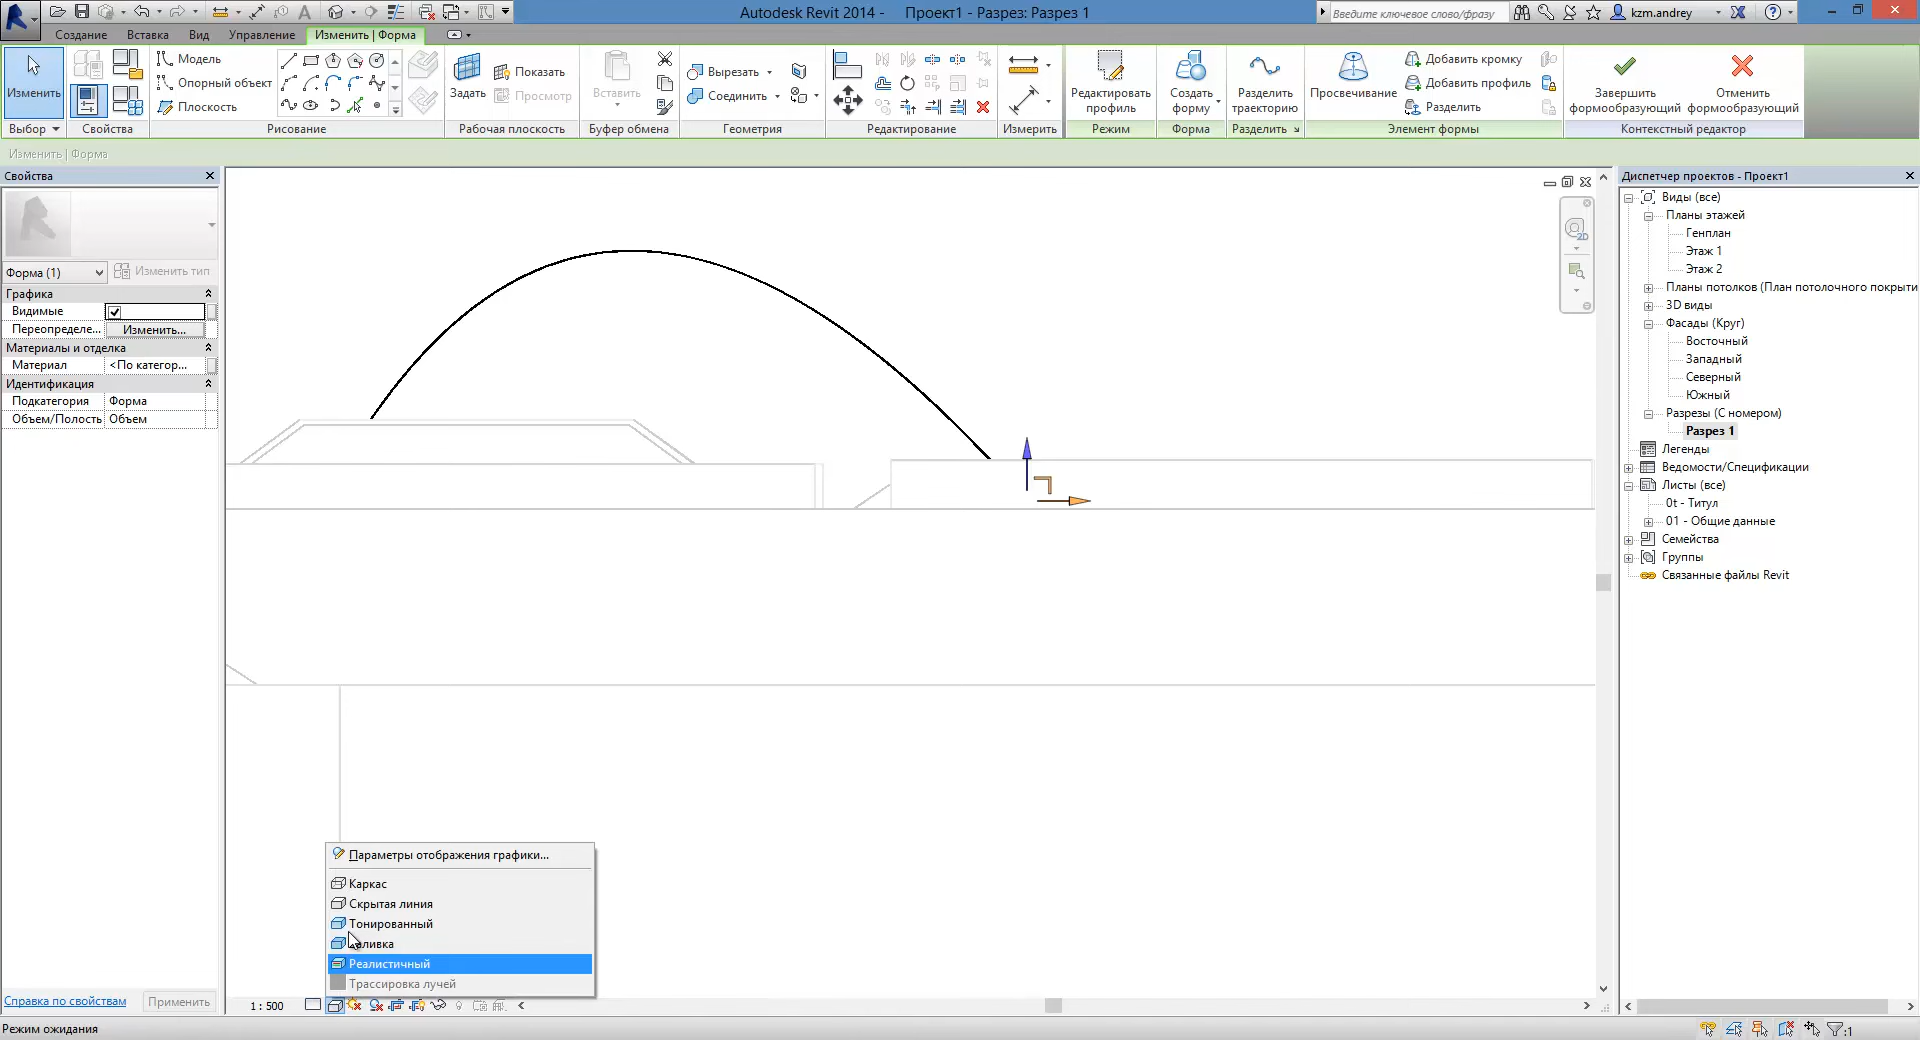 Autodesk Revit 2014 -     Проект1 - Разрез: Разрез 1
Введите ключевое слово/фразу
kzm.andrey
Создание
Вставка
Вид
Управление
Изменить | Форма
Изменить
Модель
Опорный объект
Плоскость
Задать
Показать
Просмотр
Вставить
Вырезать
Соединить
Редактировать профиль
Создать форму
Разделить траекторию
Просвечивание
Добавить кромку
Добавить профиль
Разделить
Завершить формообразующий
Отменить формообразующий
Выбор
Свойства
Рисование
Рабочая плоскость
Буфер обмена
Геометрия
Редактирование
Измерить
Режим
Форма
Разделить
Элемент формы
Контекстный редактор
Изменить | Форма
Свойства
Форма (1)
Изменить тип
Графика
Видимые
Переопределе...
Изменить...
Материалы и отделка
Материал
<По категор...
Идентификация
Подкатегория
Форма
Объем/Полость
Объем
Справка по свойствам
Применить
2D
Параметры отображения графики...
Каркас
Скрытая линия
Тонированный
аливка
Реалистичный
Трассировка лучей
1 : 500
Диспетчер проектов - Проект1
Виды (все)
Планы этажей
Генплан
Этаж 1
Этаж 2
Планы потолков (План потолочного покрыти
3D виды
Фасады (Круг)
Восточный
Западный
Северный
Южный
Разрезы (С номером)
Разрез 1
Легенды
Ведомости/Спецификации
Листы (все)
0t - Титул
01 - Общие данные
Семейства
Группы
Связанные файлы Revit
Режим ожидания
:1